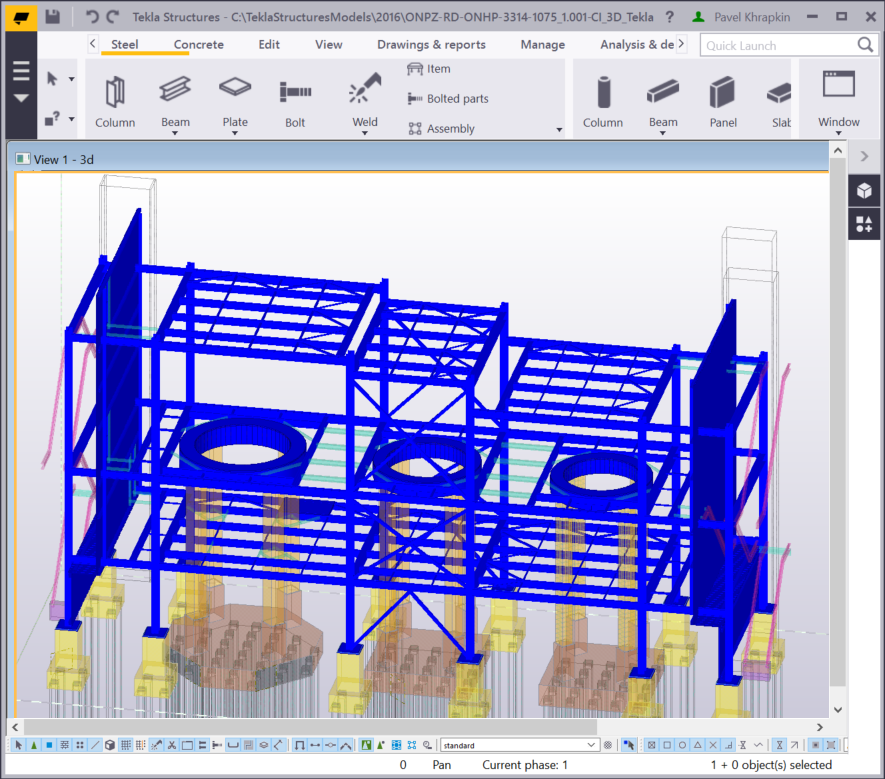 Tekla Structures - C:\TeklaStructuresModels\2016\ONPZ-RD-ONHP-3314-1075_1.001-CI_3D_Tekla
?
Pavel Khrapkin
Steel
Concrete
Edit
View
Drawings & reports
Manage
Analysis & de
Quick Launch
Column
Beam
Plate
Bolt
Weld
Item
Bolted parts
Assembly
Column
Beam
Panel
Slab
Window
View 1 - 3d
standard
0
Pan
Current phase: 1
1 + 0 object(s) selected